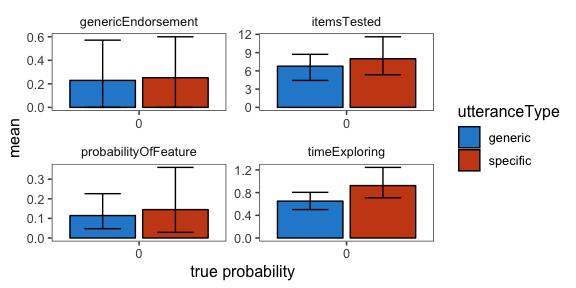 genericEndorsement
itemsTested
0.6
0.4
0.2
0.0
0
12
9
6
3
0
0
probabilityOfFeature
timeExploring
0.3
0.2
0.1
0.0
0
1.2
0.8
0.4
0.0
0
mean
true probability
utteranceType
generic
specific